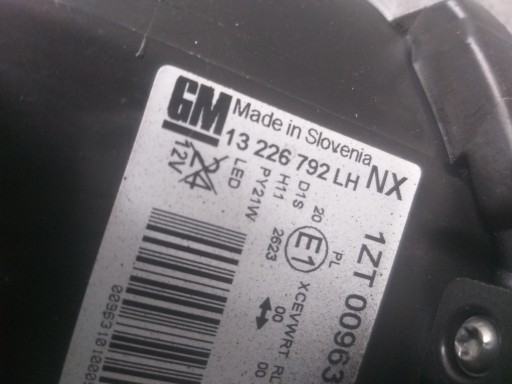 GM
Made in Slovenia
13 226 792 LH NX
12V
LED
PY21W
H11
D1S
20
E1
2623
PL
1ZT 00963
XCEVWRT RL
00 00